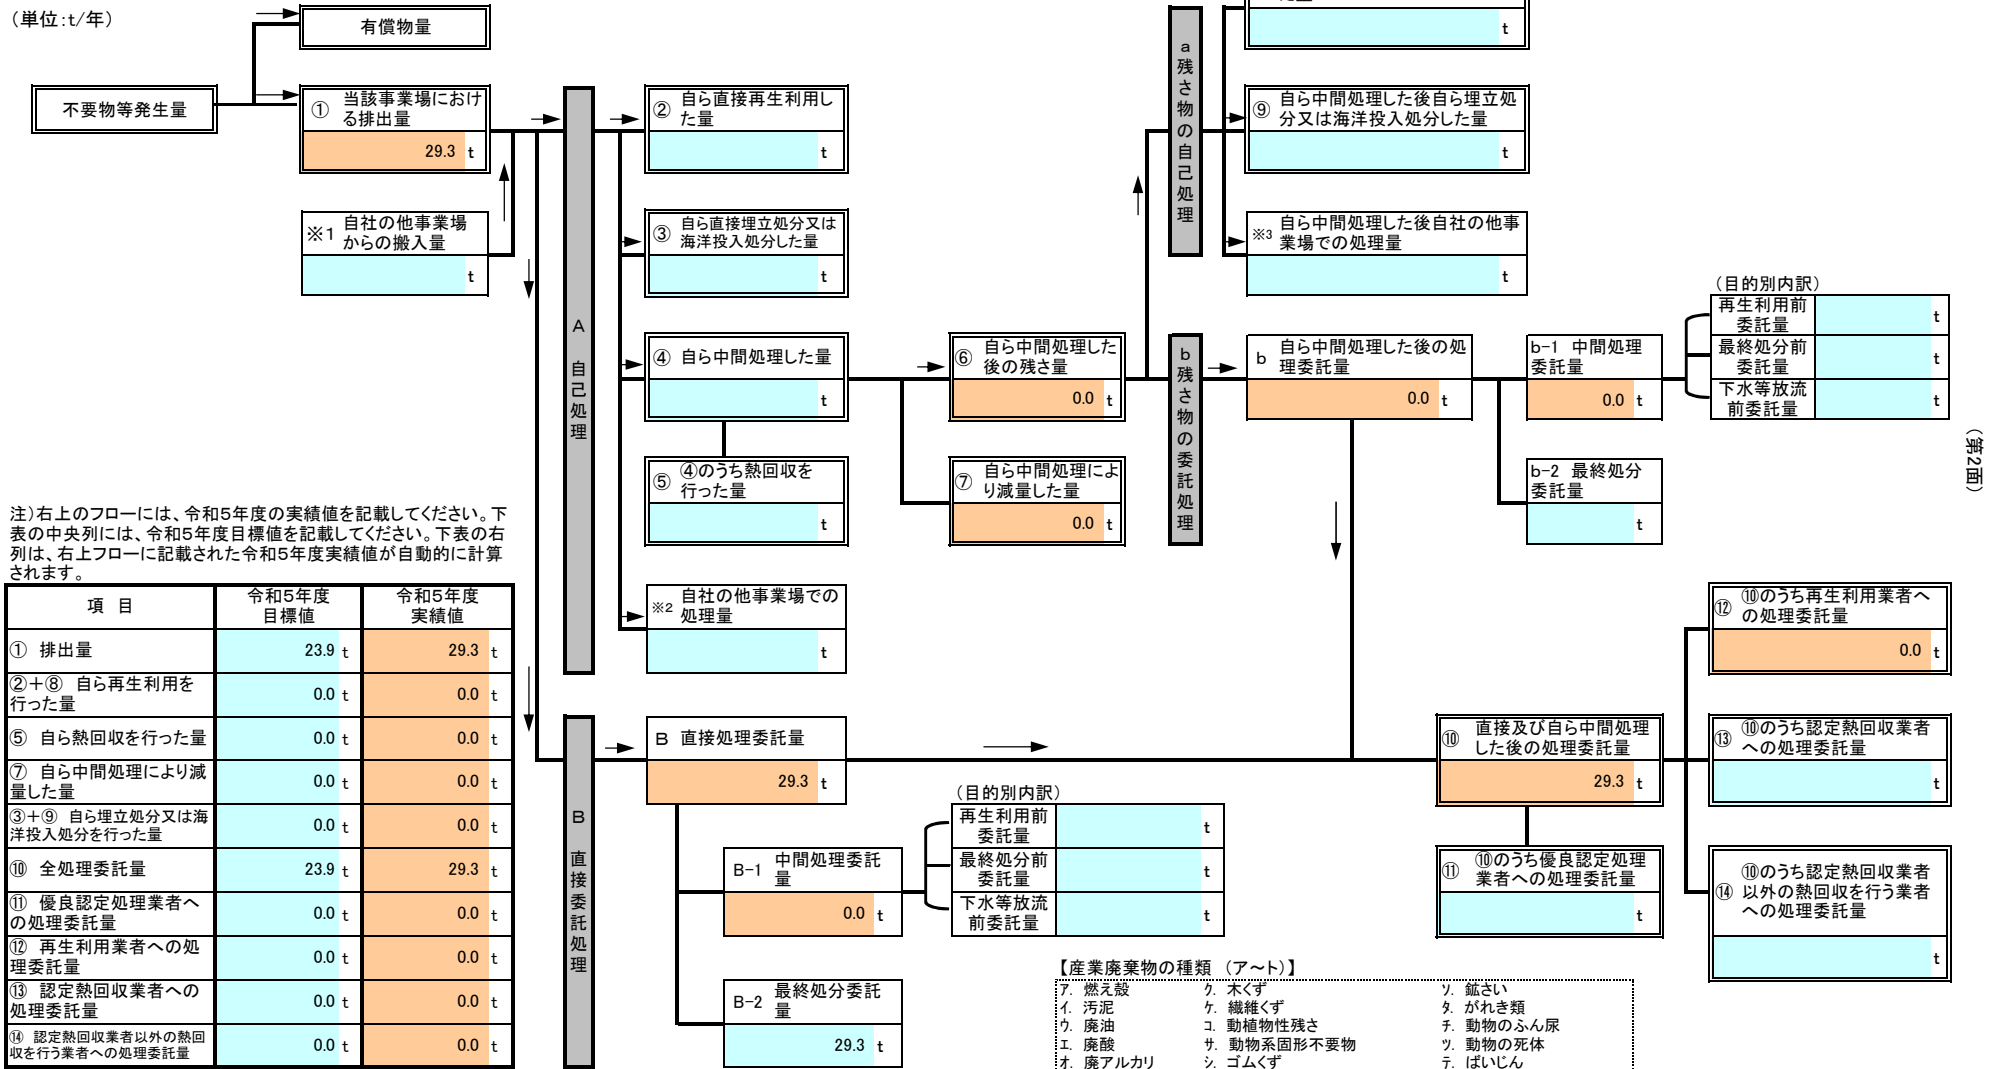 （単位：ｔ/年）
有償物量
不要物等発生量
① 当該事業場におけ
る排出量
29.3 t
※1 自社の他事業場
からの搬入量
t
A 自己処理
② 自ら直接再生利用し
た量
t
③ 自ら直接埋立処分又は
海洋投入処分した量
t
④ 自ら中間処理した量
t
⑤ ④のうち熱回収を
行った量
t
※2 自社の他事業場での
処理量
t
⑥ 自ら中間処理した
後の残さ量
0.0 t
⑦ 自ら中間処理によ
り減量した量
0.0 t
a 残さ物の自己処理
t
⑨ 自ら中間処理した後自ら埋立処
分又は海洋投入処分した量
t
※3 自ら中間処理した後自社の他事
業場での処理量
t
b 残さ物の委託処理
b 自ら中間処理した後の処
理委託量
0.0 t
b-1 中間処理
委託量
0.0 t
（目的別内訳）
再生利用前
委託量
t
最終処分前
委託量
t
下水等放流
前委託量
t
b-2 最終処分
委託量
t
（第2面）
注）右上のフローには、令和５年度の実績値を記載してください。下
表の中央列には、令和５年度目標値を記載してください。下表の右
列は、右上フローに記載された令和５年度実績値が自動的に計算
されます。
項 目 令和５年度 目標値 令和５年度 実績値
① 排出量 23.9 t 29.3 t
②＋⑧ 自ら再生利用を
行った量 0.0 t 0.0 t
⑤ 自ら熱回収を行った量 0.0 t 0.0 t
⑦ 自ら中間処理により減
量した量 0.0 t 0.0 t
③＋⑨ 自ら埋立処分又は海
洋投入処分を行った量 0.0 t 0.0 t
⑩ 全処理委託量 23.9 t 29.3 t
⑪ 優良認定処理業者へ
の処理委託量 0.0 t 0.0 t
⑫ 再生利用業者への処
理委託量 0.0 t 0.0 t
⑬ 認定熱回収業者への
処理委託量 0.0 t 0.0 t
⑭ 認定熱回収業者以外の熱回
収を行う業者への処理委託量 0.0 t 0.0 t
B 直接委託処理
B 直接処理委託量
29.3 t
B-1 中間処理委託
量
0.0 t
（目的別内訳）
再生利用前
委託量
t
最終処分前
委託量
t
下水等放流
前委託量
t
B-2 最終処分委託
量
29.3 t
⑩ 直接及び自ら中間処理
した後の処理委託量
29.3 t
⑪ ⑩のうち優良認定処理
業者への処理委託量
t
⑫ ⑩のうち再生利用業者へ
の処理委託量
0.0 t
⑬ ⑩のうち認定熱回収業者
への処理委託量
t
⑭ ⑩のうち認定熱回収業者
以外の熱回収を行う業者
への処理委託量
t
【産業廃棄物の種類 （ア～ト）】
ア. 燃え殻 ク. 木くず ソ. 鉱さい
イ. 汚泥 ケ. 繊維くず タ. がれき類
ウ. 廃油 コ. 動植物性残さ チ. 動物のふん尿
エ. 廃酸 サ. 動物系固形不要物 ツ. 動物の死体
オ. 廃アルカリ シ. ゴムくず テ. ばいじん